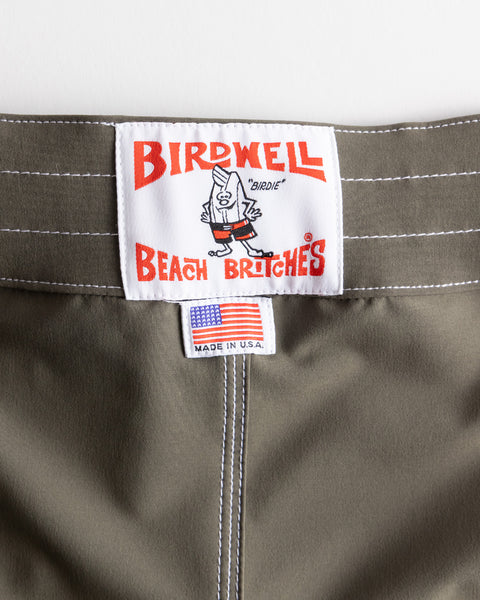 BIRDWELL
"BIRDIE"
BEACH BRITCHES ®
MADE IN U.S.A.